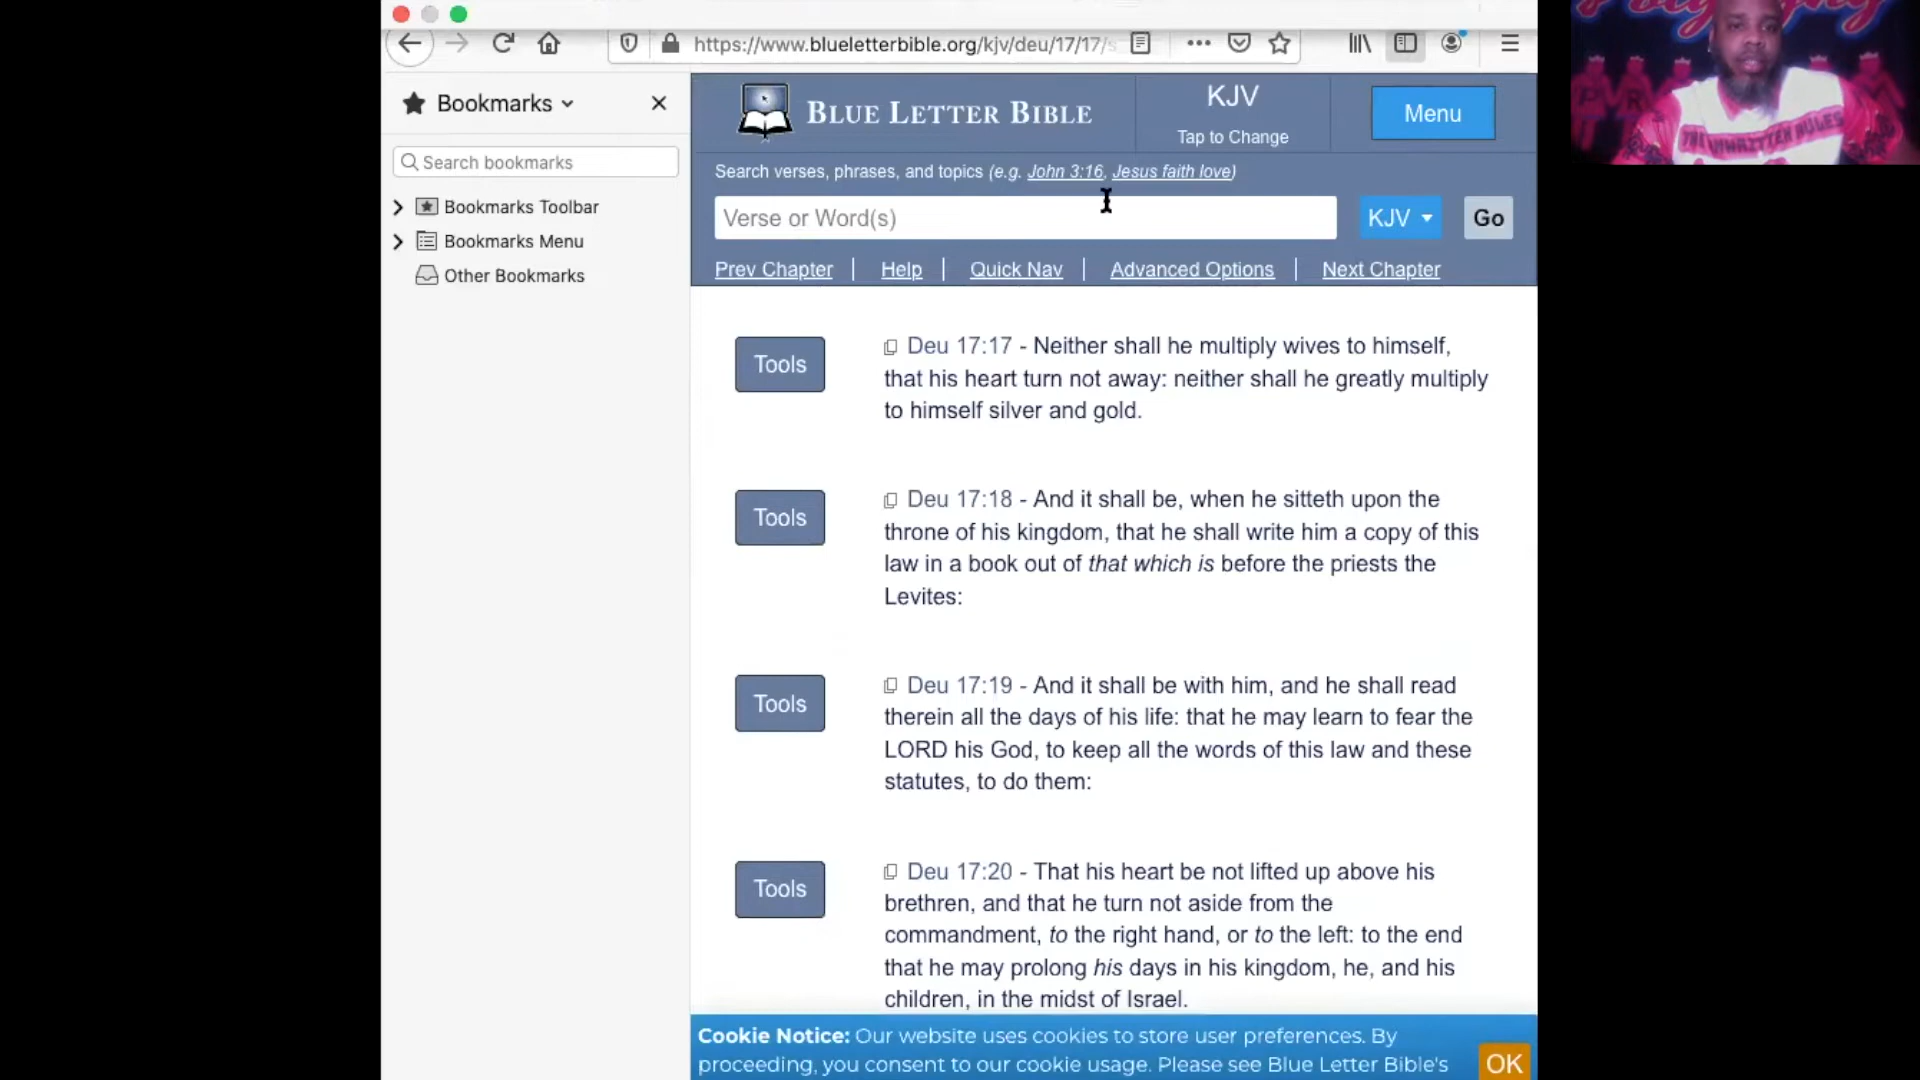 https://www.blueletterbible.org/kjv/deu/17/17/s
Bookmarks
Search bookmarks
Bookmarks Toolbar
Bookmarks Menu
Other Bookmarks
BLUE LETTER BIBLE
KJV
Tap to Change
Menu
Search verses, phrases, and topics (e.g. John 3:16, Jesus faith love)
Verse or Word(s)
KJV
Go
Prev Chapter
Help
Quick Nav
Advanced Options
Next Chapter
Tools
Deu 17:17 - Neither shall he multiply wives to himself,
that his heart turn not away: neither shall he greatly multiply
to himself silver and gold.
Tools
Deu 17:18 - And it shall be, when he sitteth upon the
throne of his kingdom, that he shall write him a copy of this
law in a book out of that which is before the priests the
Levites:
Tools
Deu 17:19 - And it shall be with him, and he shall read
therein all the days of his life: that he may learn to fear the
LORD his God, to keep all the words of this law and these
statutes, to do them:
Tools
Deu 17:20 - That his heart be not lifted up above his
brethren, and that he turn not aside from the
commandment, to the right hand, or to the left: to the end
that he may prolong his days in his kingdom, he, and his
children, in the midst of Israel.
Cookie Notice: Our website uses cookies to store user preferences. By
proceeding, you consent to our cookie usage. Please see Blue Letter Bible's
OK
THE UNWRITTEN RULES